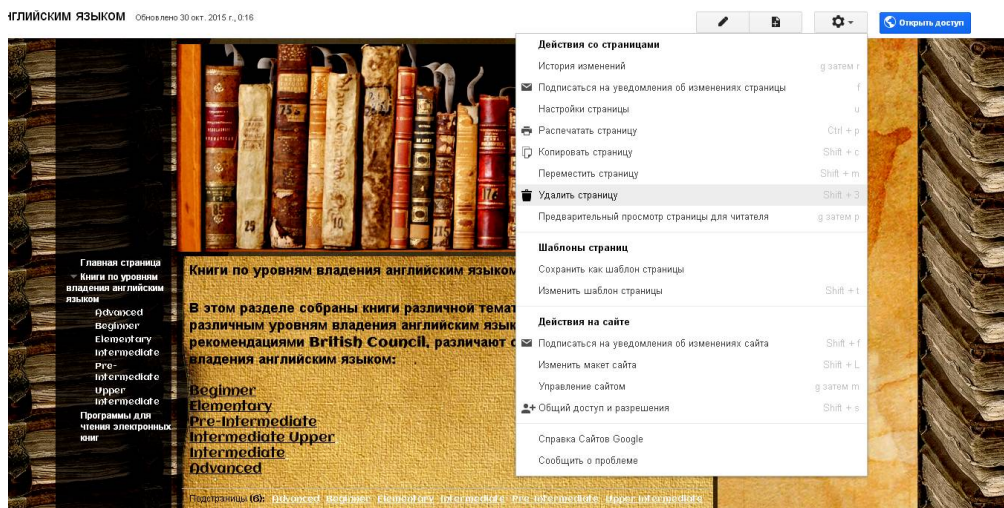 НГЛИЙСКИМ ЯЗЫКОМ Обновлено 30 окт. 2015 г., 0:16
Открыть доступ
Действия со страницами
История изменений g затем r
Подписаться на уведомления об изменениях страницы f
Настройки страницы u
Распечатать страницу Ctrl + p
Копировать страницу Shift + c
Переместить страницу Shift + m
Удалить страницу Shift + 3
Предварительный просмотр страницы для читателя g затем p
Шаблоны страниц
Сохранить как шаблон страницы
Изменить шаблон страницы Shift + t
Действия на сайте
Подписаться на уведомления об изменениях сайта Shift + f
Изменить макет сайта Shift + L
Управление сайтом g затем m
Общий доступ и разрешения Shift + s
Справка Сайтов Google
Сообщить о проблеме
Главная страница
Книги по уровням
владения английским
языком
Advanced
Beginner
Elementary
Intermediate
Pre-
Intermediate
Upper
Intermediate
Программы для
чтения электронных
книг
Книги по уровням владения английским языком
В этом разделе собраны книги различной темат
различным уровням владения английским язык
рекомендациями British Council, различают с
владения английским языком:
Beginner
Elementary
Pre-Intermediate
Intermediate Upper
Intermediate
Advanced
Подстраницы (6): Advanced Beginner Elementary Intermediate Pre-Intermediate Upper Intermediate